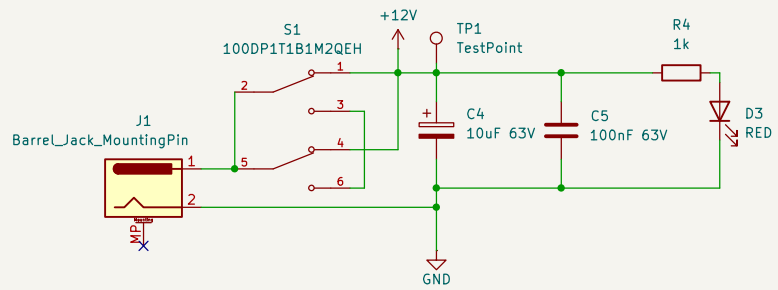 +12V
S1
100DP1T1B1M2QEH
TP1
TestPoint
R4
1k
1
2
3
4
5
6
C4
10uF 63V
C5
100nF 63V
D3
RED
J1
Barrel_Jack_MountingPin
1
2
Mounting
MP
GND